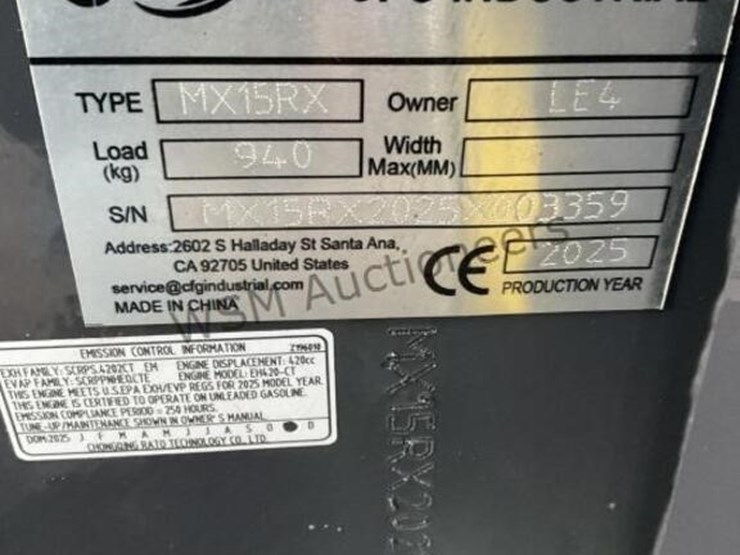 TYPE MX15RX Owner LE4
Load (kg) 940 Width Max(MM)
S/N MX15RX2025X003359
Address:2602 S Halladay St Santa Ana,
CA 92705 United States
service@cfgindustrial.com
MADE IN CHINA
CE 2025
PRODUCTION YEAR
WSM Auctioneers
EMISSION CONTROL INFORMATION
EXH FAMILY: SCRPS.4202CT EM ENGINE DISPLACEMENT: 420cc
EVAP FAMILY: ENGINE MODEL: EH420-CT
THIS ENGINE MEETS U.S.EPA EXH/EVP REGS FOR 2025 MODEL YEAR.
THIS ENGINE IS CERTIFIED TO OPERATE ON UNLEADED GASOLINE.
EMISSION COMPLIANCE PERIOD = 250 HOURS.
TUNE-UP/MAINTENANCE SHOWN IN OWNER'S MANUAL
DOM:2025 J F M A M J J A S O D
CHONGQING RATO TECHNOLOGY CO., LTD.
MX15RX202